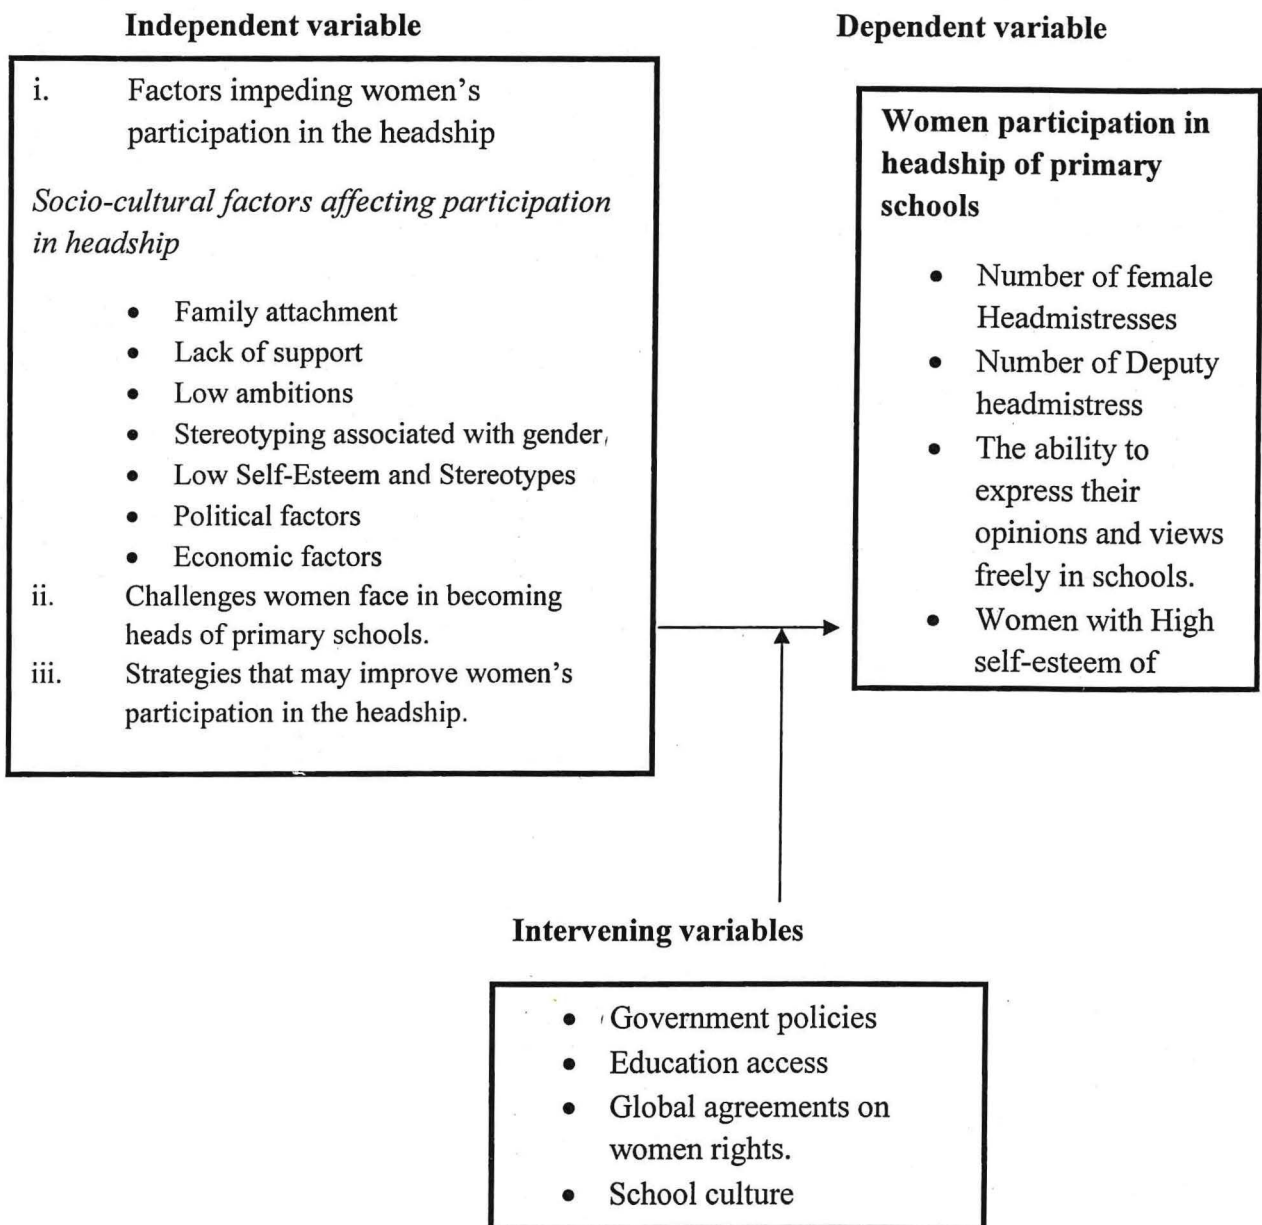 Independent variable
i. Factors impeding women's
participation in the headship
Socio-cultural factors affecting participation
in headship
• Family attachment
• Lack of support
• Low ambitions
• Stereotyping associated with gender
• Low Self-Esteem and Stereotypes
• Political factors
• Economic factors
ii. Challenges women face in becoming
heads of primary schools.
iii. Strategies that may improve women's
participation in the headship.
Dependent variable
Women participation in
headship of primary
schools
• Number of female
Headmistresses
• Number of Deputy
headmistress
• The ability to
express their
opinions and views
freely in schools.
• Women with High
self-esteem of
Intervening variables
• Government policies
• Education access
• Global agreements on
women rights.
• School culture